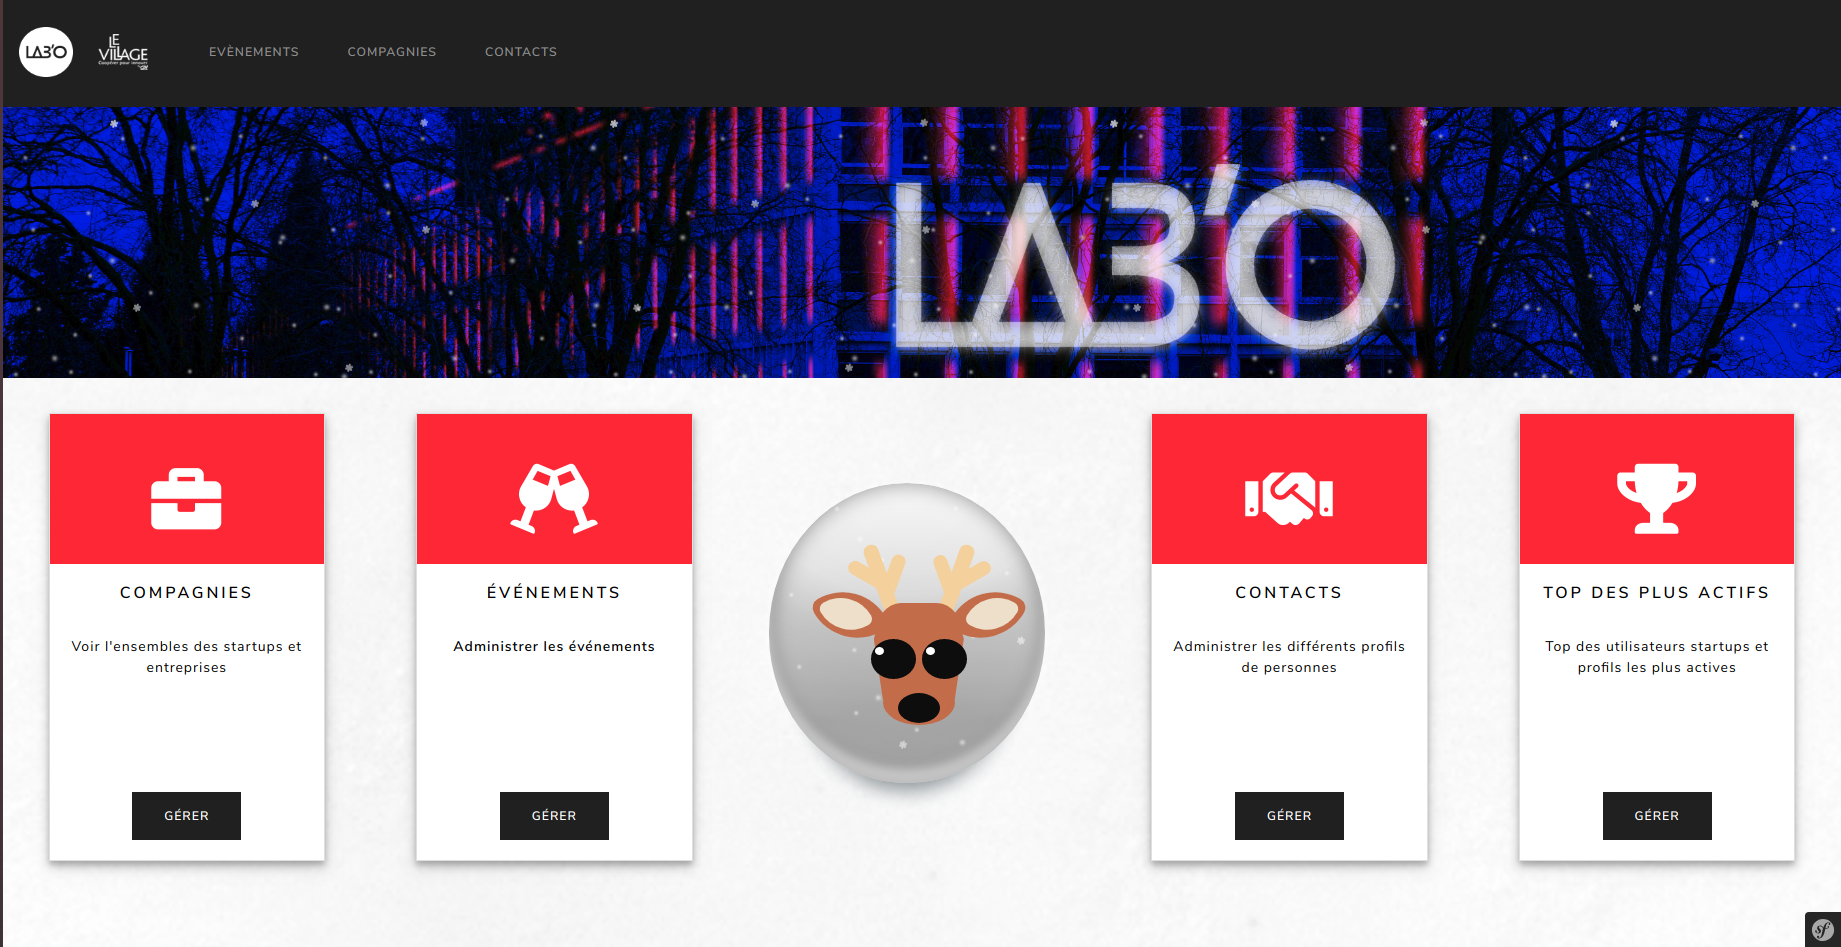 LAB'O
LE
VILLAGE
EVÈNEMENTS
COMPAGNIES
CONTACTS
LAB'O
COMPAGNIES
Voir l'ensembles des startups et
entreprises
GÉRER
ÉVÉNEMENTS
Administrer les événements
GÉRER
CONTACTS
Administrer les différents profils
de personnes
GÉRER
TOP DES PLUS ACTIFS
Top des utilisateurs startups et
profils les plus actives
GÉRER
sf